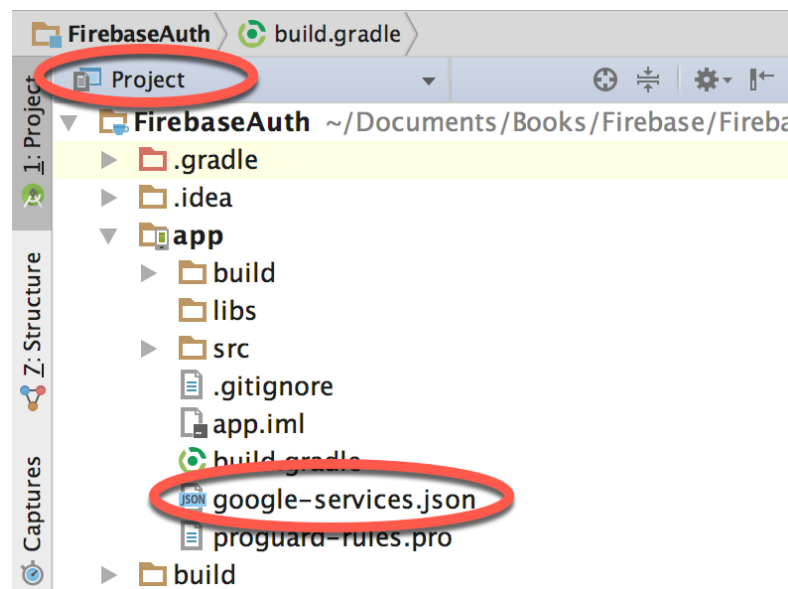 FirebaseAuth build.gradle
Project
1: Project
FirebaseAuth ~/Documents/Books/Firebase/Fireba
.gradle
.idea
app
build
libs
Z: Structure
src
.gitignore
app.iml
build.gradle
Captures
JSON google-services.json
proguard-rules.pro
build